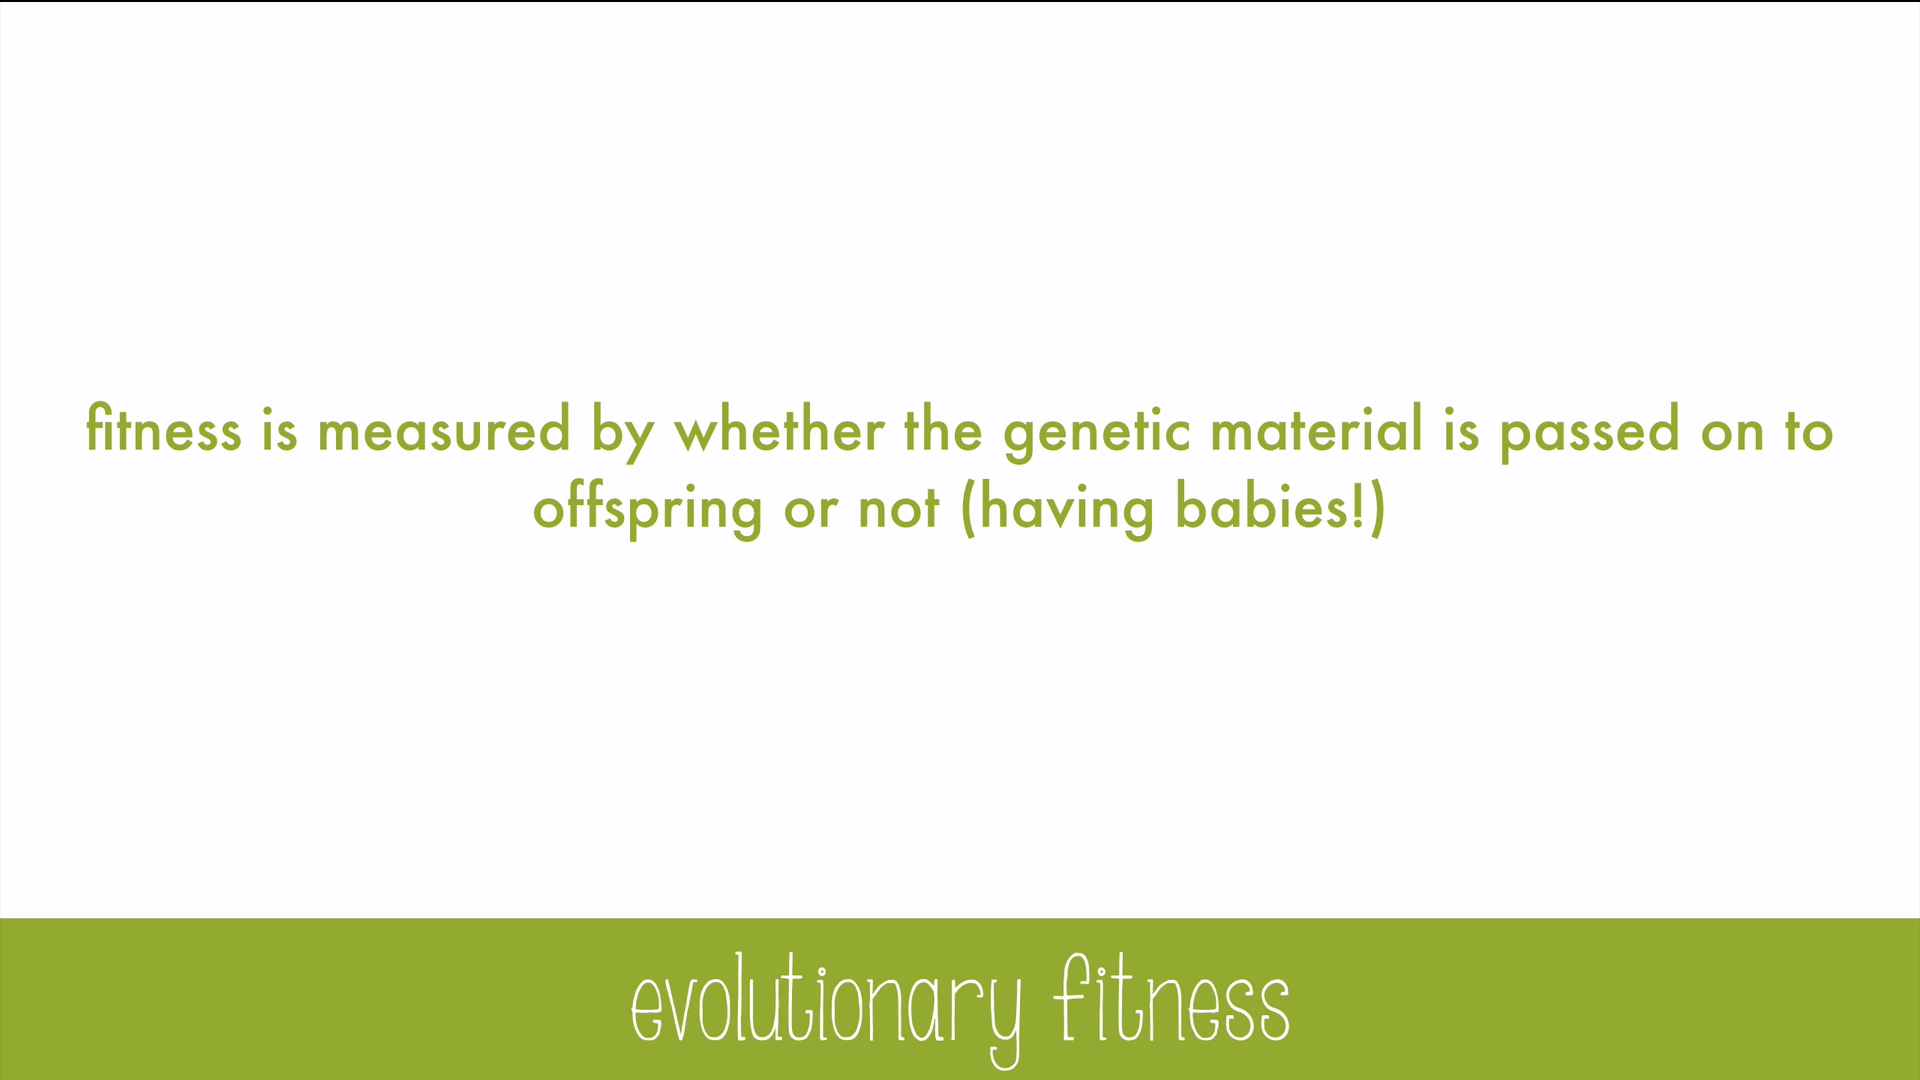 fitness is measured by whether the genetic material is passed on to
offspring or not (having babies!)
evolutionary fitness